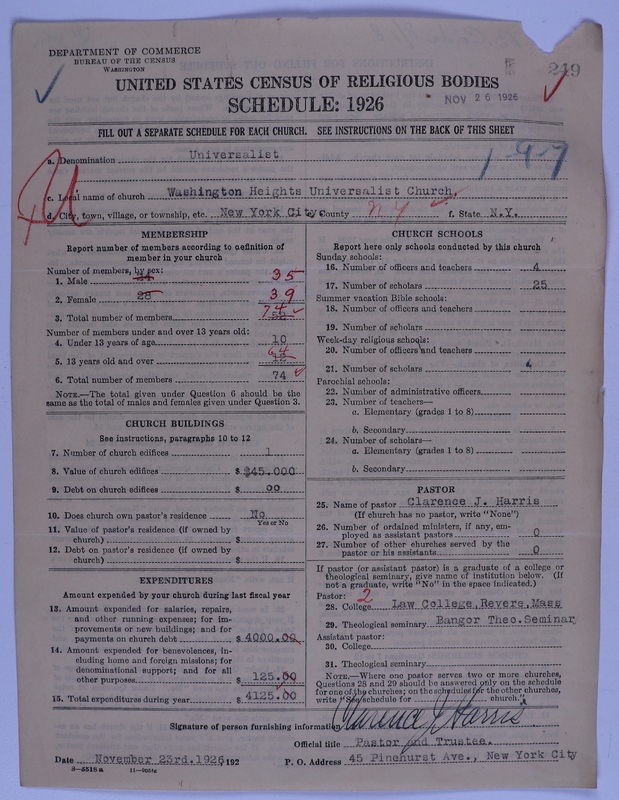 DEPARTMENT OF COMMERCE
BUREAU OF THE CENSUS
WASHINGTON
249
UNITED STATES CENSUS OF RELIGIOUS BODIES
SCHEDULE: 1926
NOV 26 1926
FILL OUT A SEPARATE SCHEDULE FOR EACH CHURCH. SEE INSTRUCTIONS ON THE BACK OF THIS SHEET
a. Denomination Universalist
1-9-7
c. Local name of church Washington Heights Universalist Church,
d. City, town, village, or township, etc. New York City, County N Y f. State N.Y.
MEMBERSHIP
Report number of members according to definition of
member in your church
Number of members, by sex:
1. Male 44 35
2. Female 28 39
3. Total number of members 74
Number of members under and over 13 years old:
4. Under 13 years of age 10
5. 13 years old and over 64
6. Total number of members 74
NOTE.—The total given under Question 6 should be
same as the total of males and females given under Question 3.
CHURCH BUILDINGS
See instructions, paragraphs 10 to 12
7. Number of church edifices 1
8. Value of church edifices $ $45.000
9. Debt on church edifices $ 00
10. Does church own pastor's residence No
Yes or No
11. Value of pastor's residence (if owned by
church) $
12. Debt on pastor's residence (if owned by
church) $
EXPENDITURES
Amount expended by your church during last fiscal year
13. Amount expended for salaries, repairs,
and other running expenses; for im-
provements or new buildings; and for
payments on church debt $ 4000.00
14. Amount expended for benevolences, in-
cluding home and foreign missions; for
denominational support; and for all
other purposes 125.00
15. Total expenditures during year $ 4125.00
CHURCH SCHOOLS
Report here only schools conducted by this church
Sunday schools:
16. Number of officers and teachers 4
17. Number of scholars 25
Summer vacation Bible schools:
18. Number of officers and teachers
19. Number of scholars
Week-day religious schools:
20. Number of officers and teachers
21. Number of scholars
Parochial schools:
22. Number of administrative officers
23. Number of teachers—
a. Elementary (grades 1 to 8)
b. Secondary
24. Number of scholars—
a. Elementary (grades 1 to 8)
b. Secondary
PASTOR
25. Name of pastor Clarence J. Harris
(If church has no pastor, write "None")
26. Number of ordained ministers, if any, em-
ployed as assistant pastors 0
27. Number of other churches served by the
pastor or his assistants 0
If pastor (or assistant pastor) is a graduate of a college or
theological seminary, give name of institution below. (If
not a graduate, write "No" in the space indicated.)
Pastor: 2
28. College Law College, Revere, Mass
29. Theological seminary Bangor Theo. Seminar
Assistant pastor:
30. College
31. Theological seminary
NOTE.—Where one pastor serves two or more churches,
Questions 28 and 29 should be answered only on the schedule
for one of the churches; on the schedules for the other churches,
write "See schedule for church."
Signature of person furnishing information Clarence J. Harris
Official title Pastor and Trustee.
Date November 23rd.1926, 192 P. O. Address 45 Pinehurst Ave., New York City
8-5518 a 11-9051g